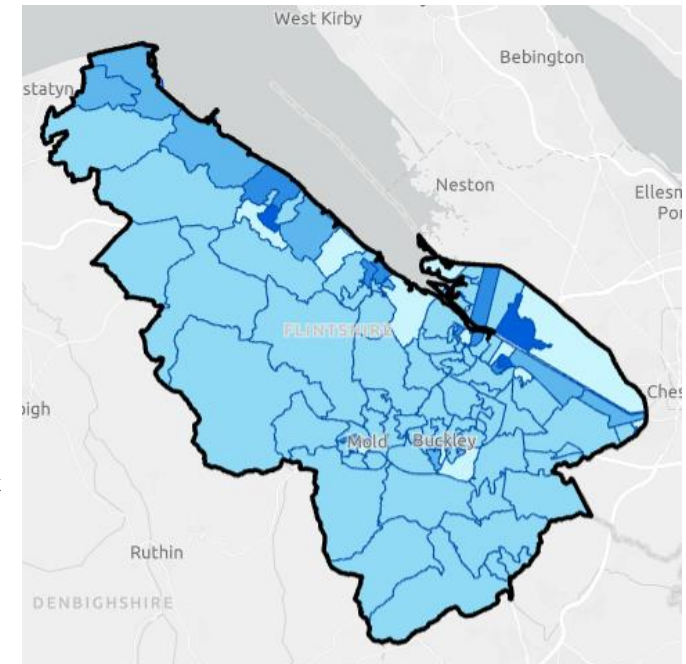 West Kirby
Bebington
statyn
Neston
Ellesm
Por
FLINTSHIRE
Ches
igh
Mold
Buckley
Ruthin
DENBIGHSHIRE